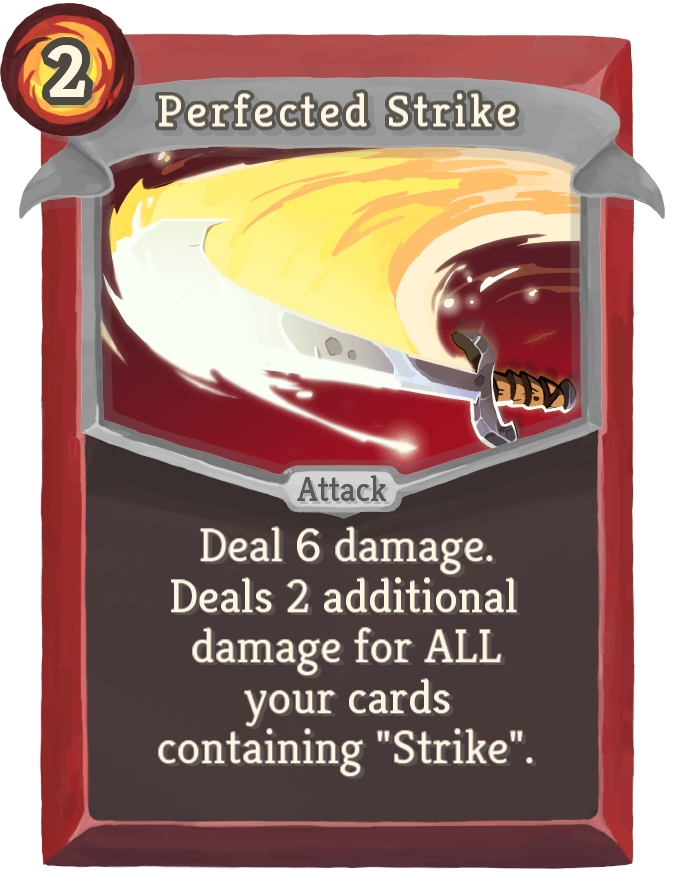 2
Perfected Strike
Attack
Deal 6 damage.
Deals 2 additional
damage for ALL
your cards
containing "Strike".